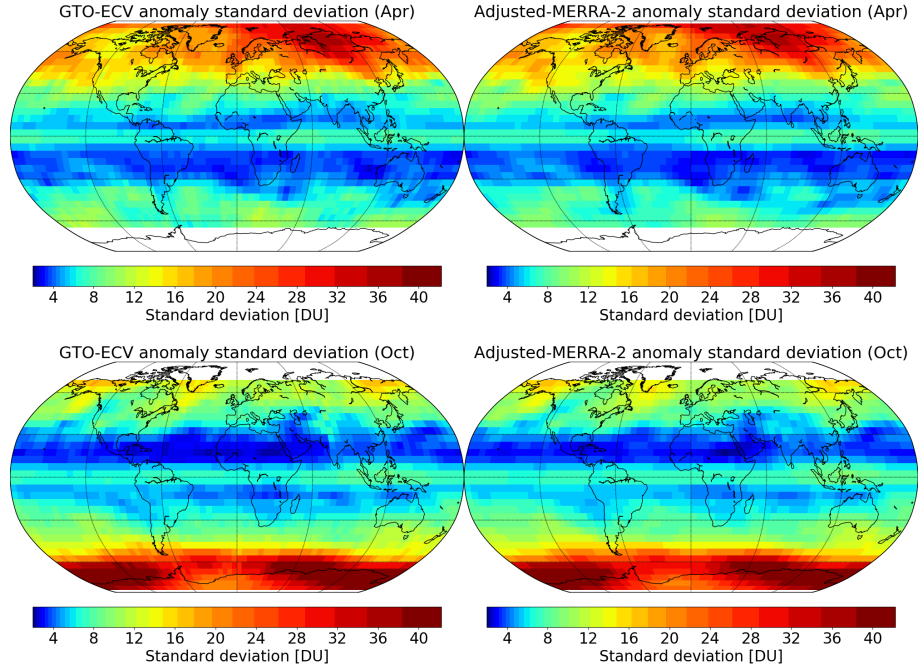 GTO-ECV anomaly standard deviation (Apr)
Adjusted-MERRA-2 anomaly standard deviation (Apr)
4 8 12 16 20 24 28 32 36 40
Standard deviation [DU]
4 8 12 16 20 24 28 32 36 40
Standard deviation [DU]
GTO-ECV anomaly standard deviation (Oct)
Adjusted-MERRA-2 anomaly standard deviation (Oct)
4 8 12 16 20 24 28 32 36 40
Standard deviation [DU]
4 8 12 16 20 24 28 32 36 40
Standard deviation [DU]